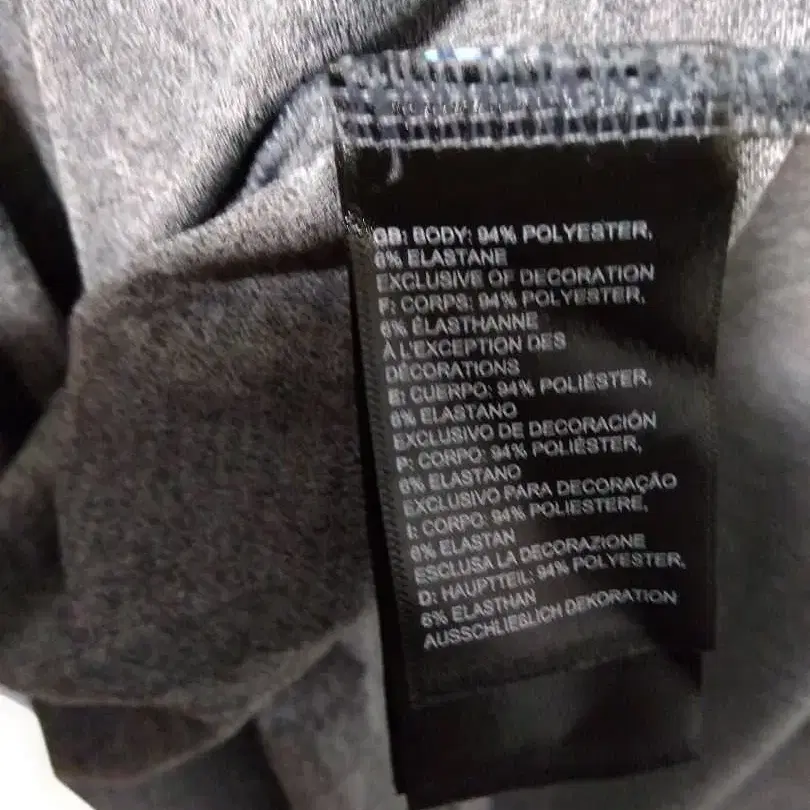 GB: BODY: 94% POLYESTER,
6% ELASTANE
EXCLUSIVE OF DECORATION
F: CORPS: 94% POLYESTER,
6% ÉLASTHANNE
À L'EXCEPTION DES
DÉCORATIONS
E: CUERPO: 94% POLIÉSTER,
6% ELASTANO
EXCLUSIVO DE DECORACIÓN
P: CORPO: 94% POLIÉSTER,
6% ELASTANO
EXCLUSIVO PARA DECORAÇÃO
I: CORPO: 94% POLIESTERE,
6% ELASTAN
ESCLUSA LA DECORAZIONE
D: HAUPTTEIL: 94% POLYESTER,
6% ELASTHAN
AUSSCHLIEßLICH DEKORATION